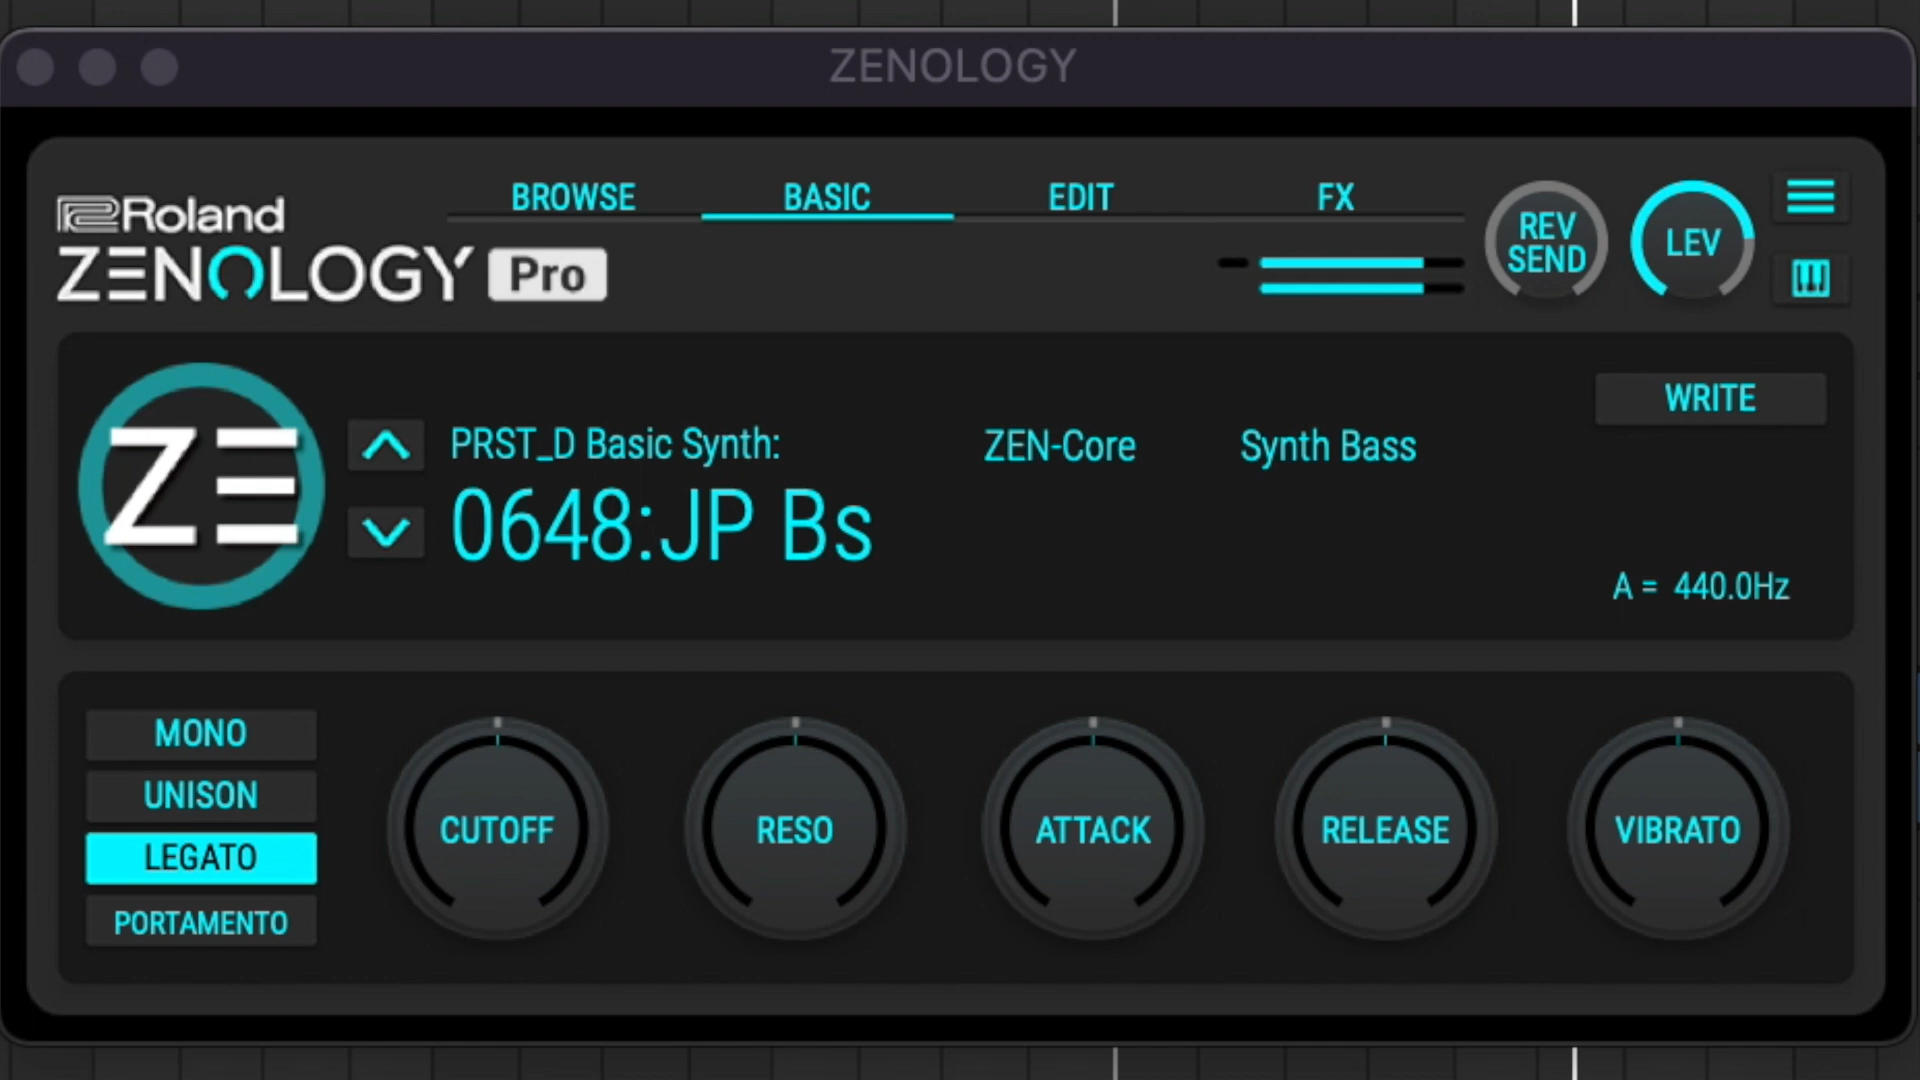 ZENOLOGY
Roland
ZENOLOGY Pro
BROWSE BASIC EDIT FX
REV SEND
LEV
ZE
PRST_D Basic Synth: ZEN-Core Synth Bass
WRITE
0648:JP Bs
A = 440.0Hz
MONO
UNISON
LEGATO
PORTAMENTO
CUTOFF RESO ATTACK RELEASE VIBRATO